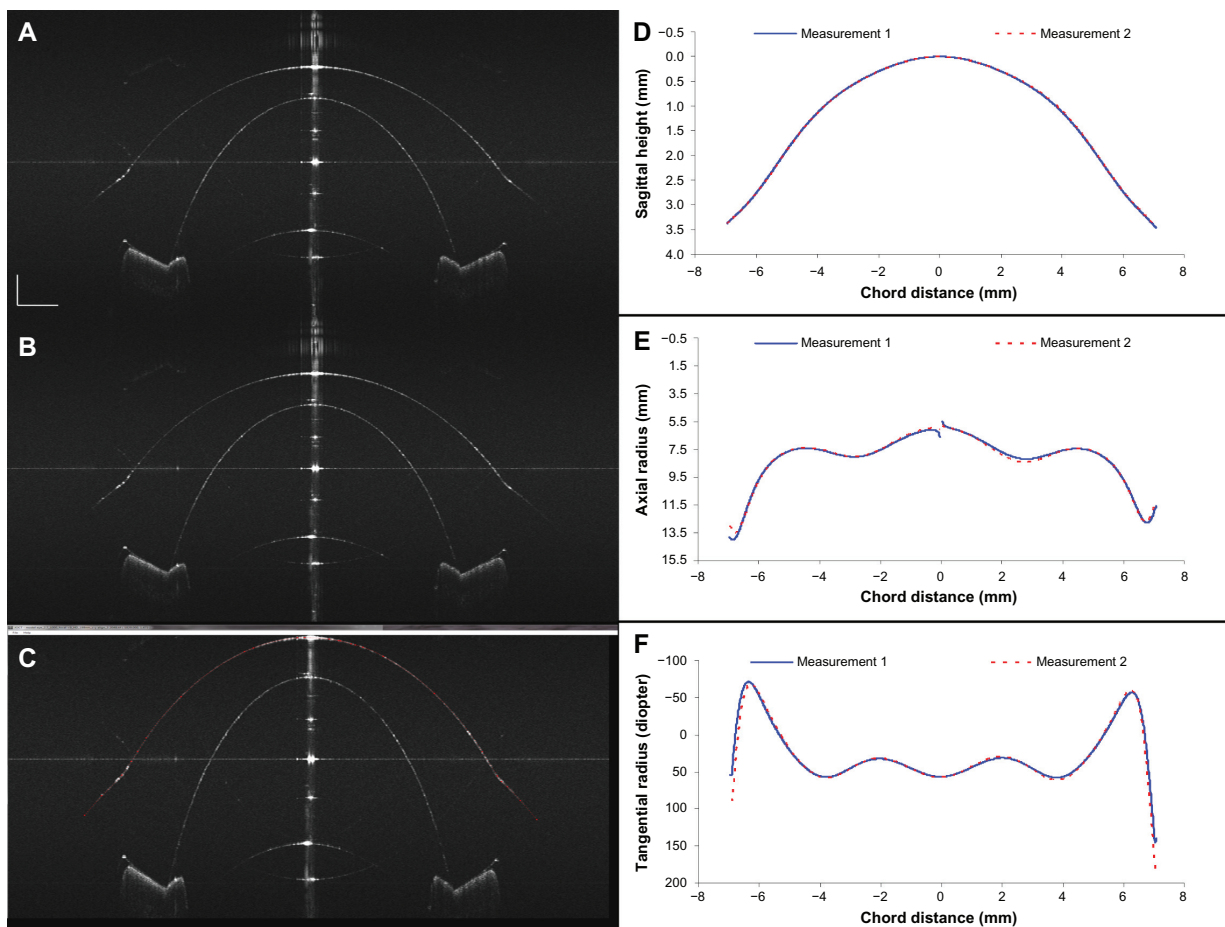 A
B
C
D
Measurement 1 Measurement 2
Sagittal height (mm)
−0.5
0.0
0.5
1.0
1.5
2.0
2.5
3.0
3.5
4.0
−8 −6 −4 −2 0 2 4 6 8
Chord distance (mm)
E
Measurement 1 Measurement 2
Axial radius (mm)
−0.5
1.5
3.5
5.5
7.5
9.5
11.5
13.5
15.5
−8 −6 −4 −2 0 2 4 6 8
Chord distance (mm)
F
Measurement 1 Measurement 2
Tangential radius (diopter)
−100
−50
0
50
100
150
200
−8 −6 −4 −2 0 2 4 6 8
Chord distance (mm)